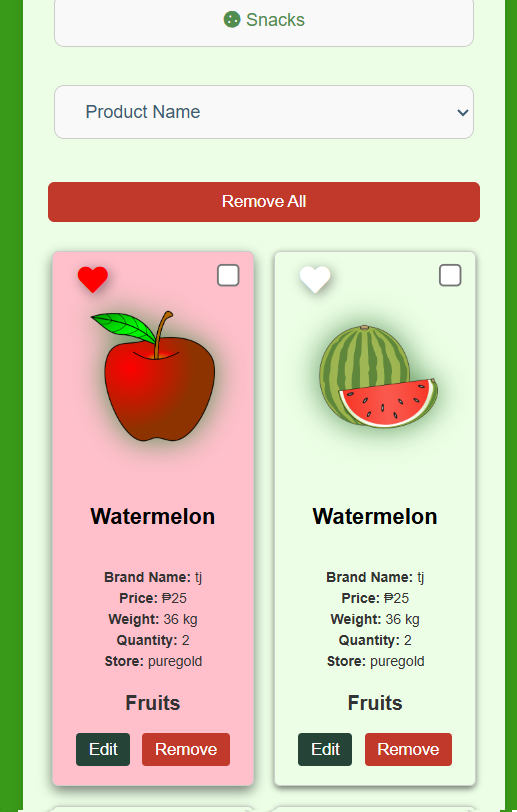 Snacks
Product Name
Remove All
Watermelon
Brand Name: tj
Price: ₱25
Weight: 36 kg
Quantity: 2
Store: puregold
Fruits
Edit Remove
Watermelon
Brand Name: tj
Price: ₱25
Weight: 36 kg
Quantity: 2
Store: puregold
Fruits
Edit Remove